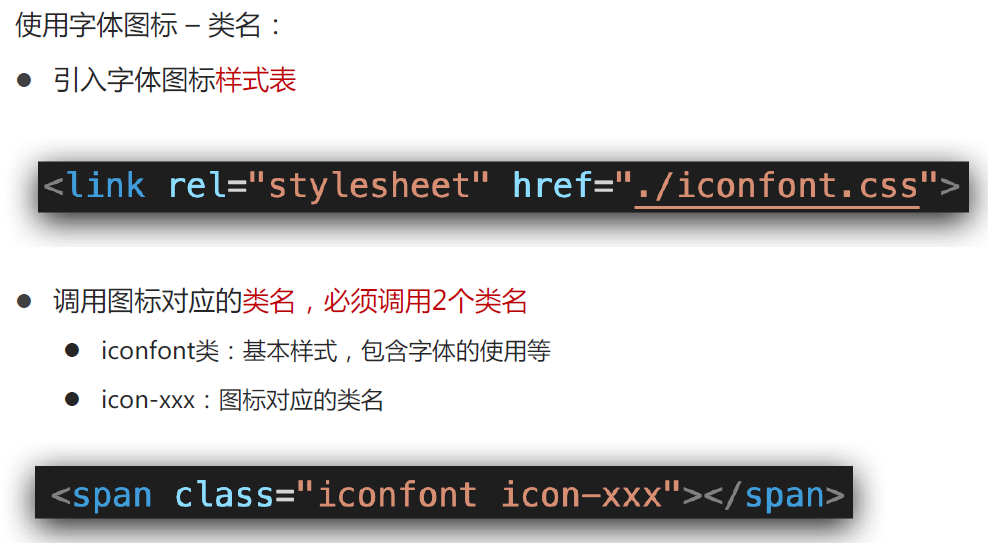 使用字体图标 – 类名：
● 引入字体图标样式表
<link rel="stylesheet" href="./iconfont.css">
● 调用图标对应的类名，必须调用2个类名
● iconfont类：基本样式，包含字体的使用等
● icon-xxx：图标对应的类名
<span class="iconfont icon-xxx"></span>